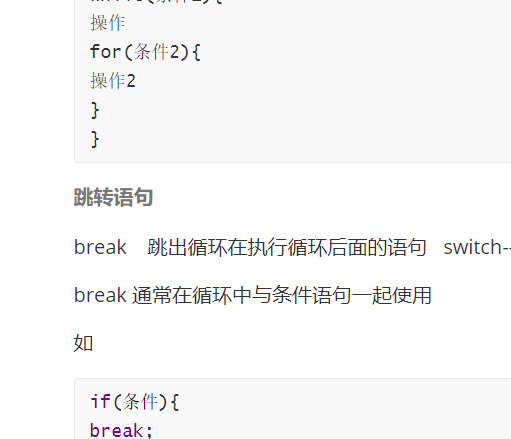 操作
for(条件2){
操作2
}
}
跳转语句
break 跳出循环在执行循环后面的语句 switch-
break 通常在循环中与条件语句一起使用
如
if(条件){
break;